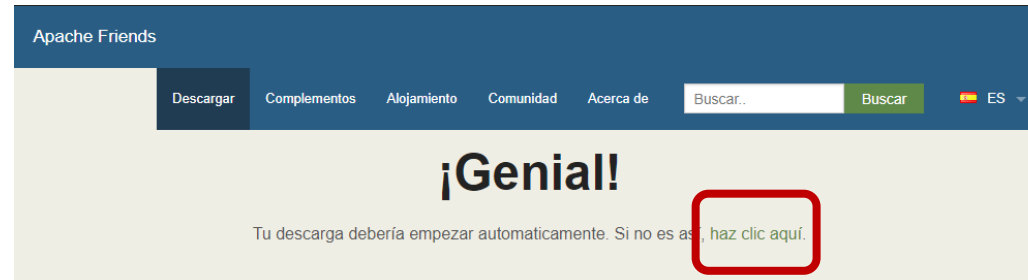 Apache Friends
Descargar Complementos Alojamiento Comunidad Acerca de Buscar.. Buscar ES
¡Genial!
Tu descarga debería empezar automaticamente. Si no es así, haz clic aquí.